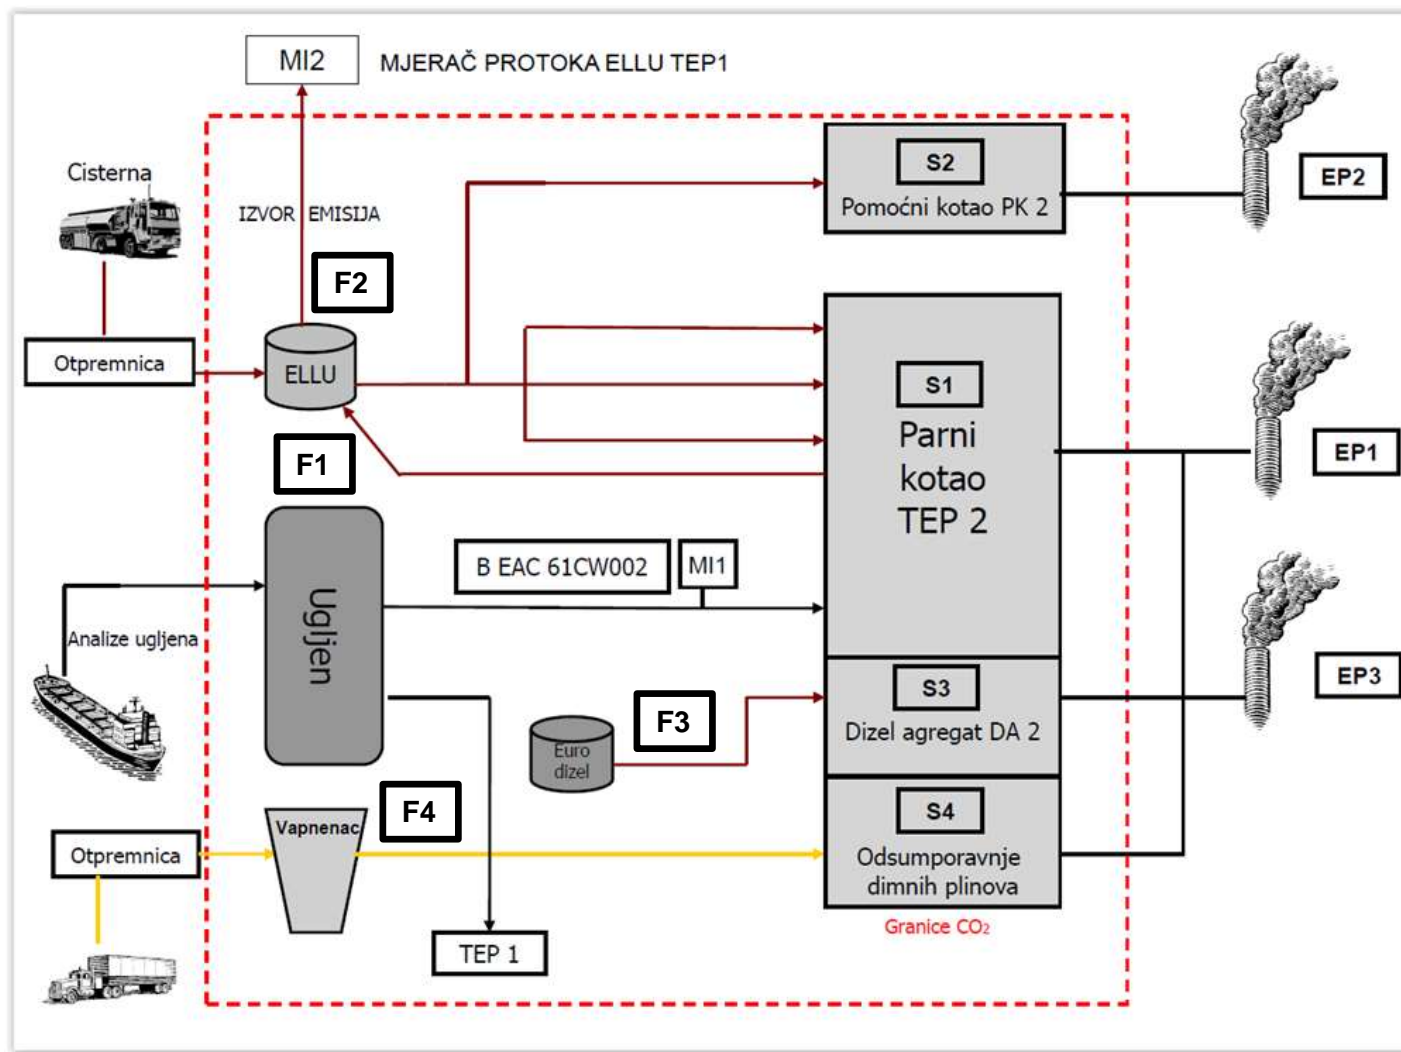 MI2
MJERAČ PROTOKA ELLU TEP1
Cisterna
IZVOR EMISIJA
S2
Pomoćni kotao PK 2
EP2
F2
Otpremnica
ELLU
S1
Parni
kotao
TEP 2
EP1
F1
B EAC 61CW002
MI1
Ugljen
Analize ugljena
S3
Dizel agregat DA 2
EP3
F3
Euro
dizel
F4
Vapnenac
Otpremnica
S4
Odsumporavnje
dimnih plinova
Granice CO₂
TEP 1